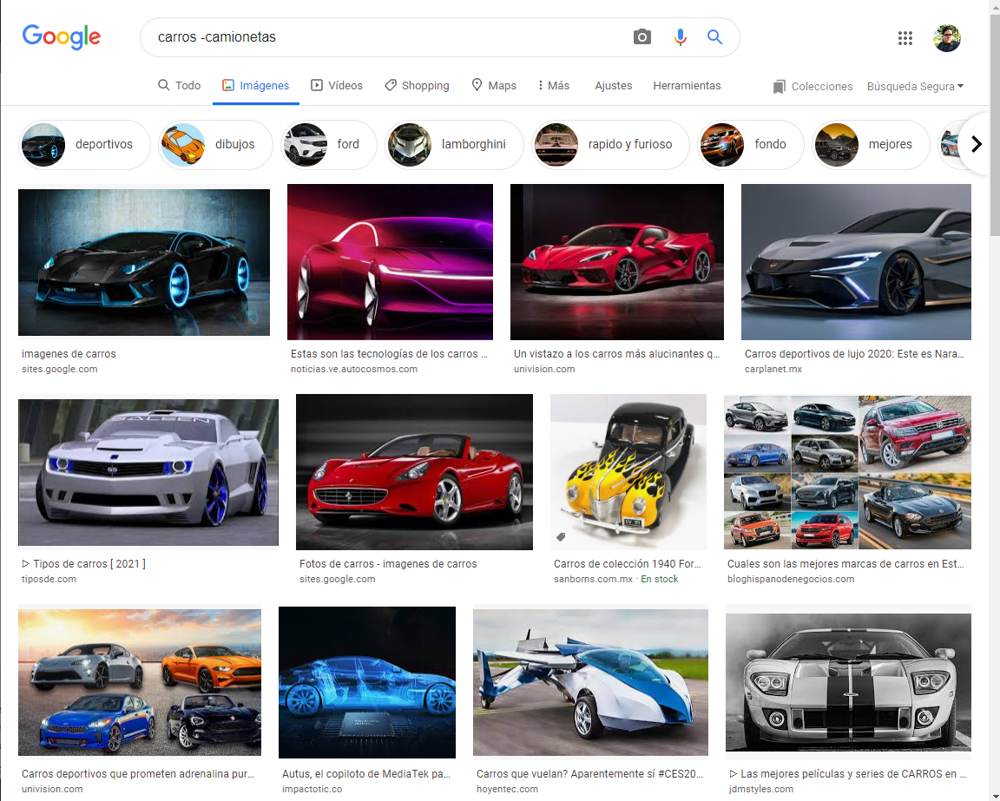 Google
carros -camionetas
Todo Imágenes Vídeos Shopping Maps Más Ajustes Herramientas Colecciones Búsqueda Segura
deportivos dibujos ford lamborghini rapido y furioso fondo mejores
imagenes de carros
sites.google.com
Estas son las tecnologías de los carros ...
noticias.ve.autocosmos.com
Un vistazo a los carros más alucinantes q...
univision.com
Carros deportivos de lujo 2020: Este es Nara...
carplanet.mx
SALEEN
▷ Tipos de carros [ 2021 ]
tiposde.com
Fotos de carros - imagenes de carros
sites.google.com
Carros de colección 1940 For...
sanborns.com.mx · En stock
Cuales son las mejores marcas de carros en Est...
bloghispanodenegocios.com
Carros deportivos que prometen adrenalina pur...
univision.com
Autus, el copiloto de MediaTek pa...
impactotic.co
Carros que vuelan? Aparentemente sí #CES20...
hoyentec.com
▷ Las mejores películas y series de CARROS en ...
jdmstyles.com